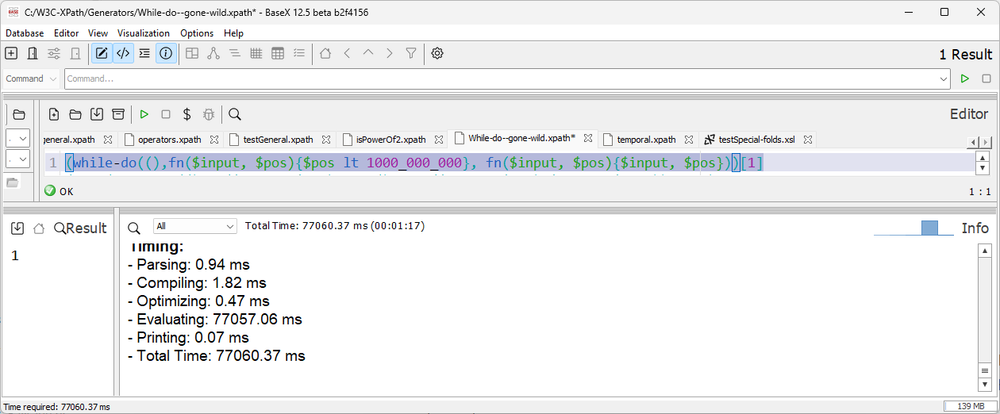 C:/W3C-XPath/Generators/While-do--gone-wild.xpath* - BaseX 12.5 beta b2f4156
Database Editor View Visualization Options Help
1 Result
Command Command...
Editor
general.xpath operators.xpath testGeneral.xpath isPowerOf2.xpath While-do--gone-wild.xpath* temporal.xpath testSpecial-folds.xsl
1 (while-do((),fn($input, $pos){$pos lt 1000_000_000}, fn($input, $pos){$input, $pos}))[1]
OK 1 : 1
Result All Total Time: 77060.37 ms (00:01:17) Info
1
Timing:
- Parsing: 0.94 ms
- Compiling: 1.82 ms
- Optimizing: 0.47 ms
- Evaluating: 77057.06 ms
- Printing: 0.07 ms
- Total Time: 77060.37 ms
Time required: 77060.37 ms 139 MB